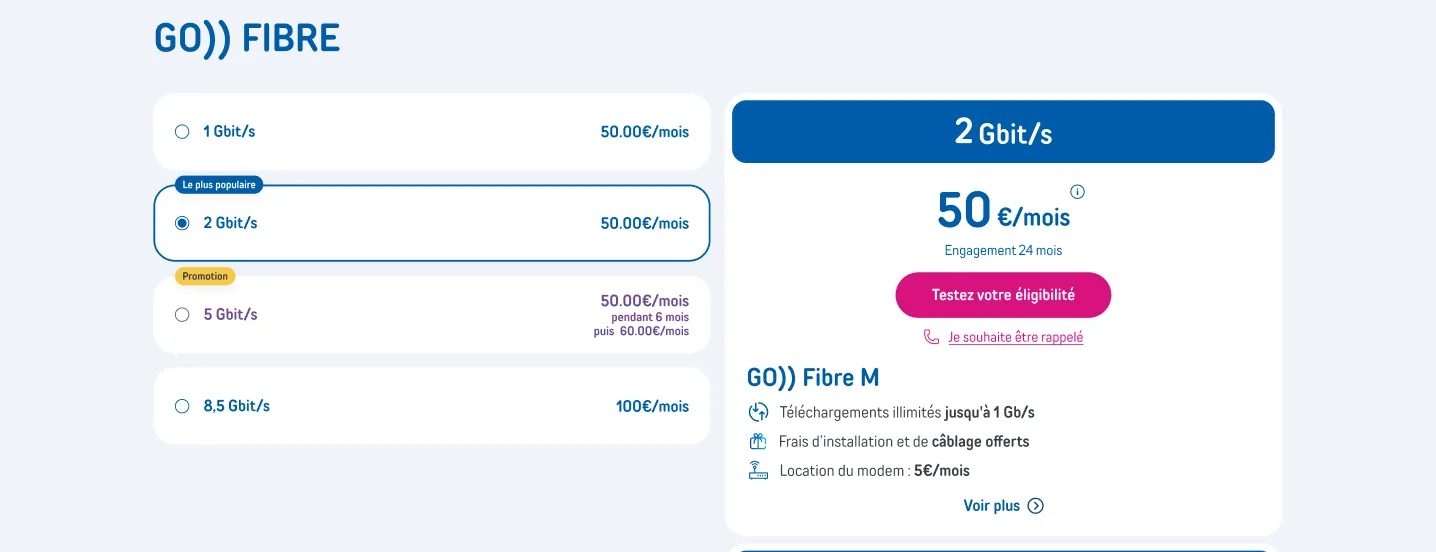 GO)) FIBRE
1 Gbit/s 50.00€/mois
Le plus populaire
2 Gbit/s 50.00€/mois
Promotion
5 Gbit/s 50.00€/mois
pendant 6 mois
puis 60.00€/mois
8,5 Gbit/s 100€/mois
2 Gbit/s
50 €/mois
Engagement 24 mois
Testez votre éligibilité
Je souhaite être rappelé
GO)) Fibre M
Téléchargements illimités jusqu'à 1 Gb/s
Frais d'installation et de câblage offerts
Location du modem : 5€/mois
Voir plus